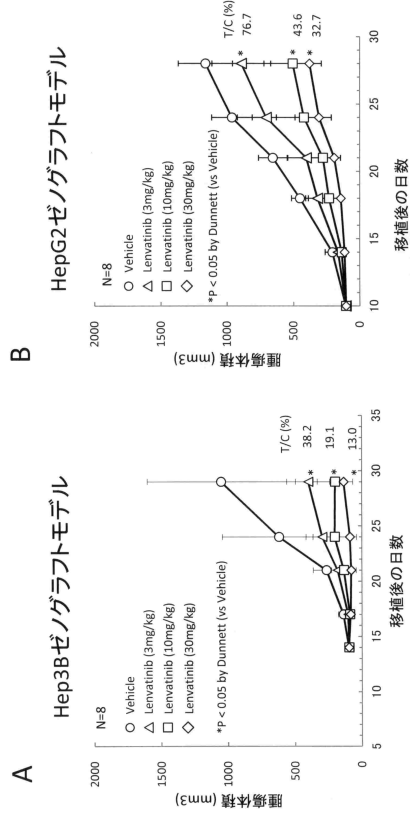 A
Hep3Bゼノグラフトモデル
腫瘍体積 (mm3)
2000
1500
1000
500
0
N=8
Vehicle
Lenvatinib (3mg/kg)
Lenvatinib (10mg/kg)
Lenvatinib (30mg/kg)
*P < 0.05 by Dunnett (vs Vehicle)
T/C (%)
38.2
19.1
13.0
*
*
*
5 10 15 20 25 30 35
移植後の日数
B
HepG2ゼノグラフトモデル
腫瘍体積 (mm3)
2000
1500
1000
500
0
N=8
Vehicle
Lenvatinib (3mg/kg)
Lenvatinib (10mg/kg)
Lenvatinib (30mg/kg)
*P < 0.05 by Dunnett (vs Vehicle)
T/C (%)
76.7
43.6
32.7
*
*
*
10 15 20 25 30
移植後の日数